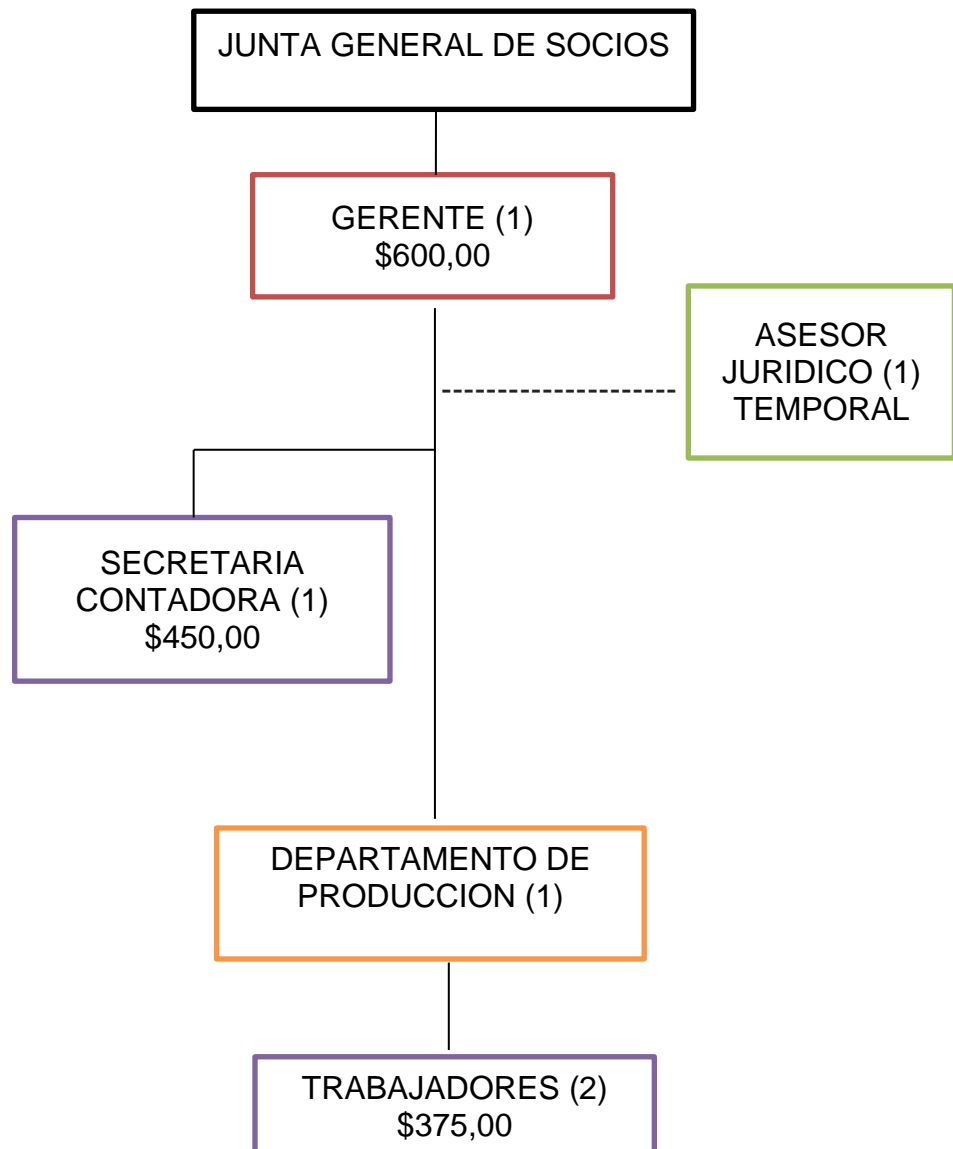 JUNTA GENERAL DE SOCIOS
GERENTE (1)
$600,00
ASESOR
JURIDICO (1)
TEMPORAL
SECRETARIA
CONTADORA (1)
$450,00
DEPARTAMENTO DE
PRODUCCION (1)
TRABAJADORES (2)
$375,00